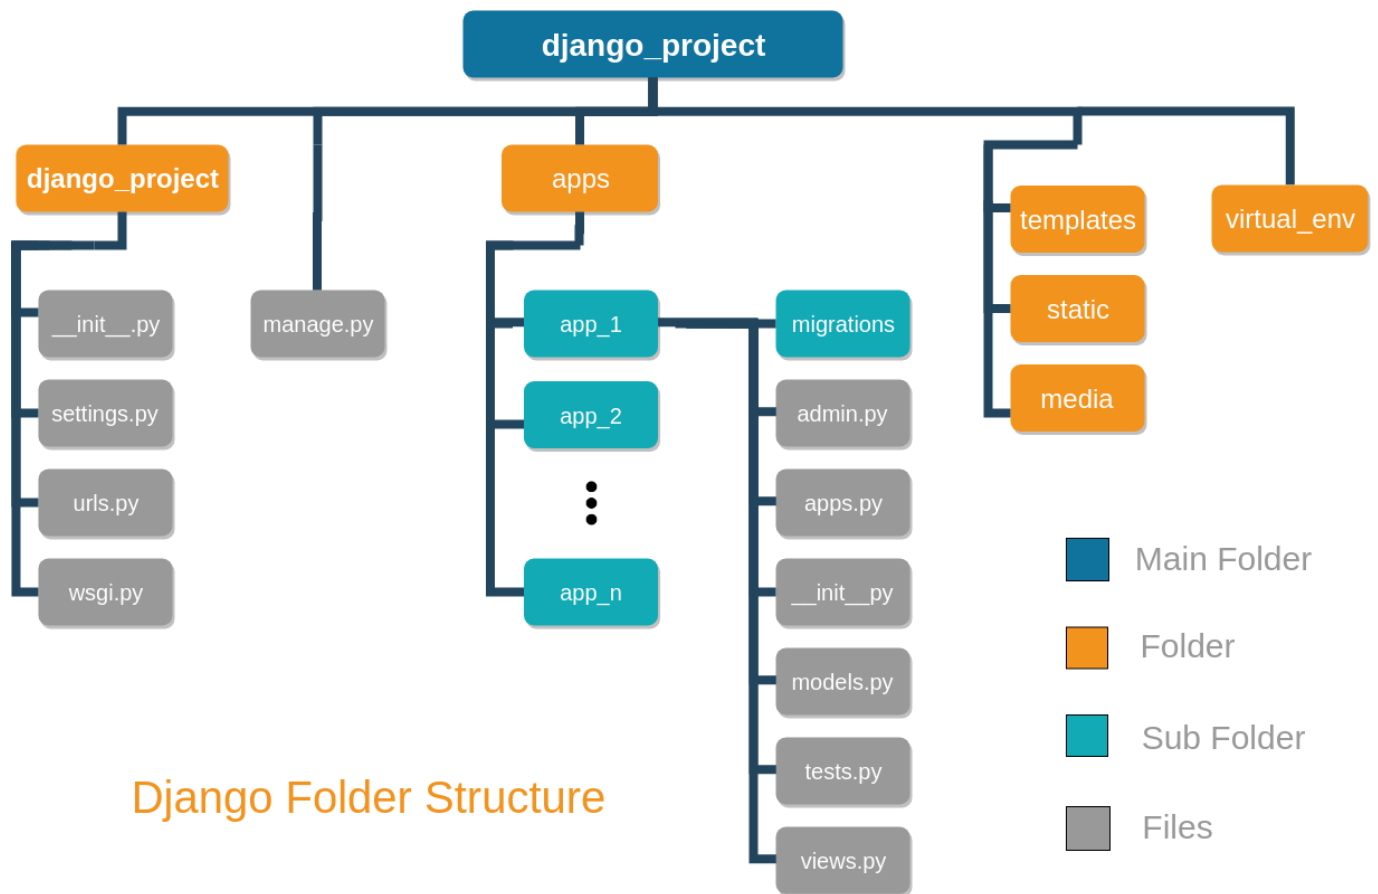 django_project
django_project
apps
templates
virtual_env
static
media
__init__.py
manage.py
app_1
migrations
settings.py
app_2
admin.py
urls.py
apps.py
wsgi.py
app_n
__init__py
models.py
tests.py
views.py
Main Folder
Folder
Sub Folder
Files
Django Folder Structure